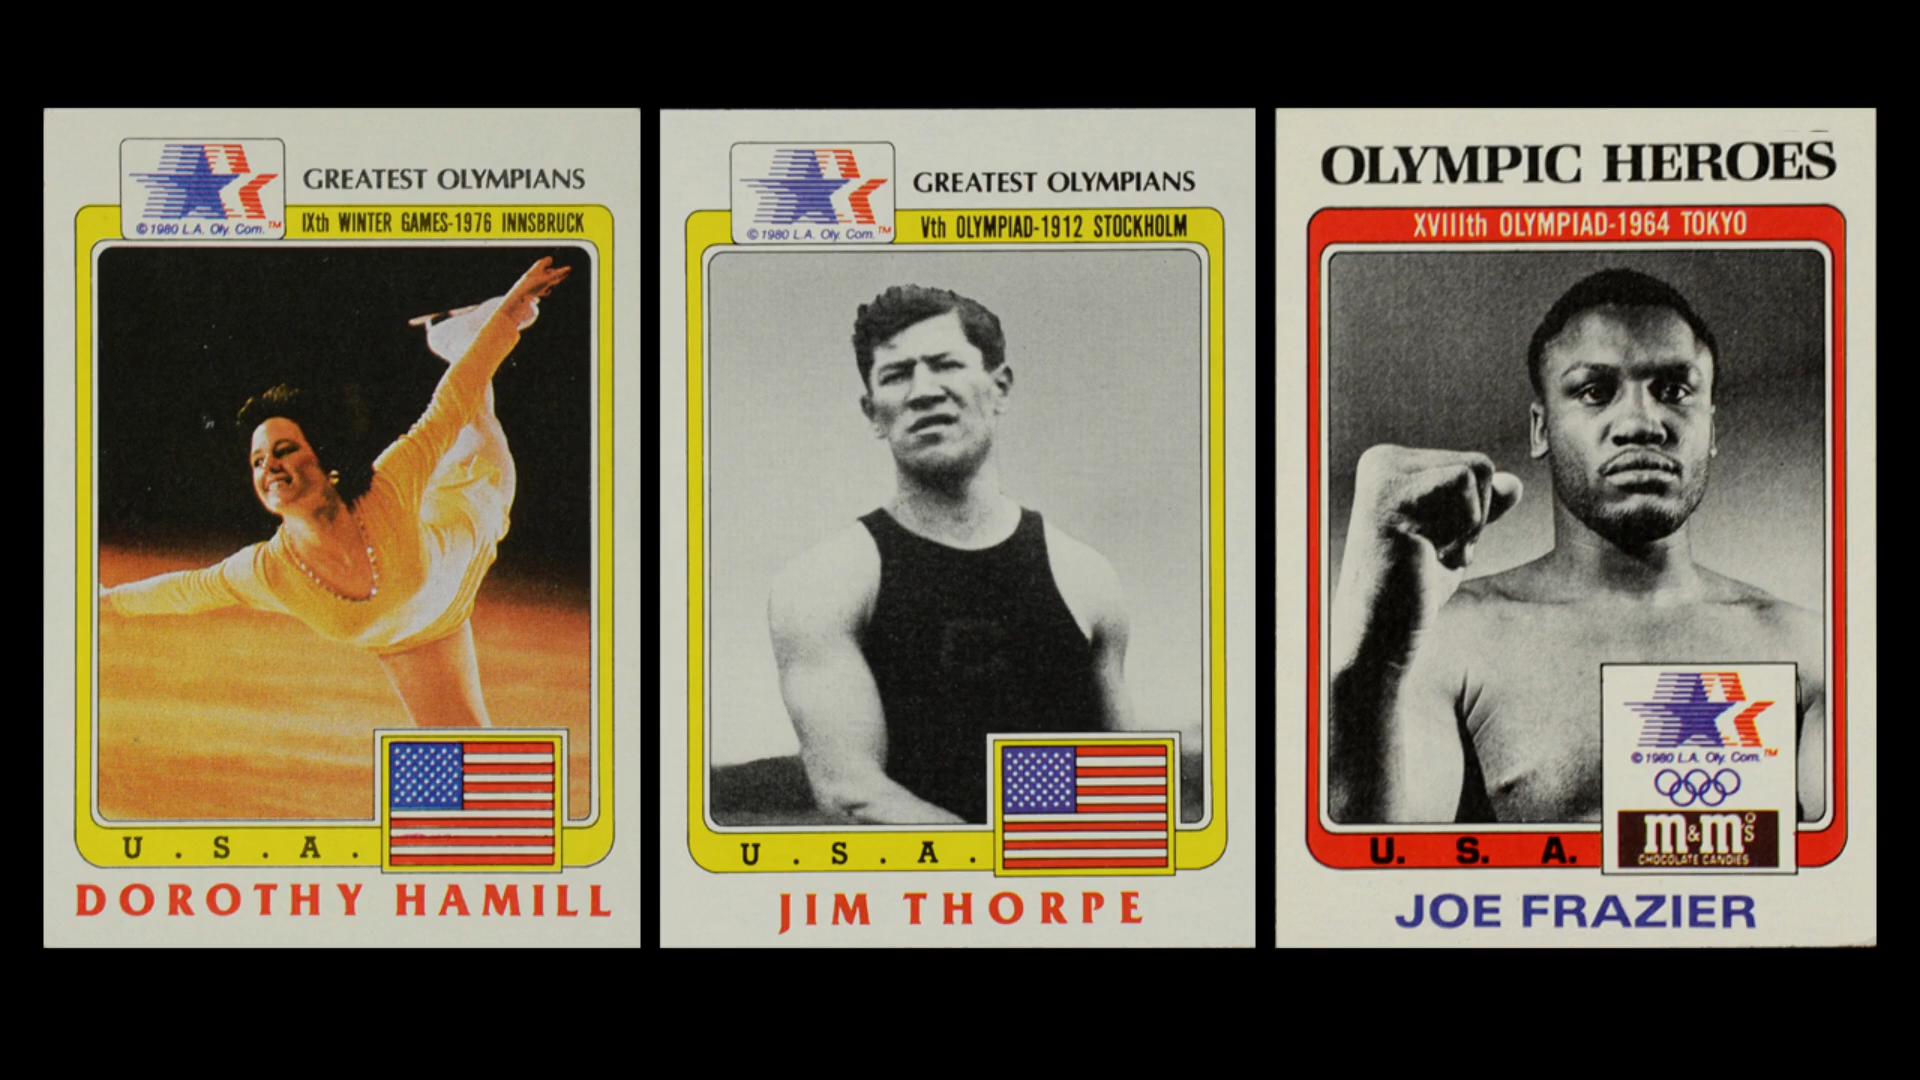 GREATEST OLYMPIANS
IXth WINTER GAMES-1976 INNSBRUCK
© 1980 L.A. Oly. Com.™
U.S.A.
DOROTHY HAMILL
GREATEST OLYMPIANS
Vth OLYMPIAD-1912 STOCKHOLM
© 1980 L.A. Oly. Com.™
U.S.A.
JIM THORPE
OLYMPIC HEROES
XVIIIth OLYMPIAD-1964 TOKYO
© 1980 L.A. Oly. Com.™
m&m's
CHOCOLATE CANDIES
U. S. A.
JOE FRAZIER